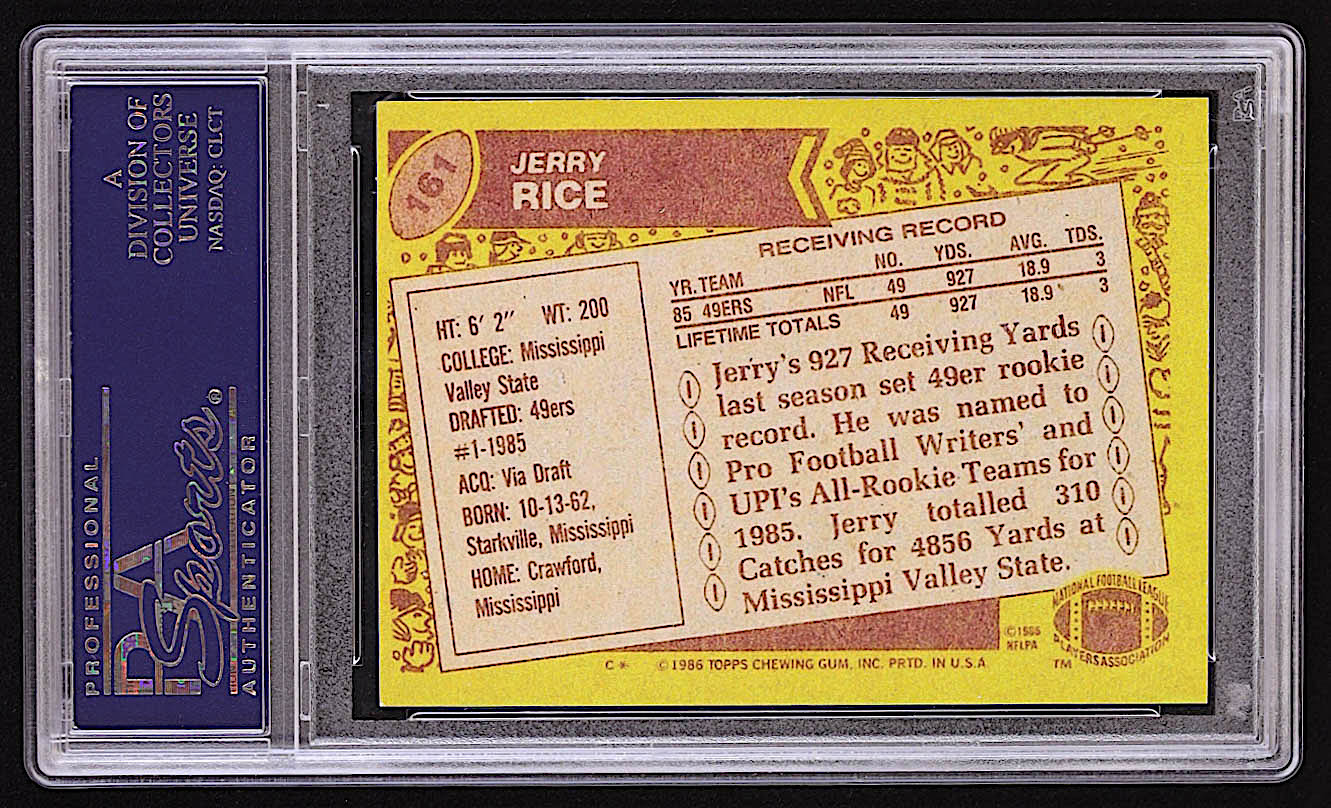 A
DIVISION OF
COLLECTORS
UNIVERSE
NASDAQ: CLCT
PROFESSIONAL
PSA
Sports®
AUTHENTICATOR
161
JERRY
RICE
HT: 6′ 2″ WT: 200
COLLEGE: Mississippi
Valley State
DRAFTED: 49ers
#1-1985
ACQ: Via Draft
BORN: 10-13-62,
Starkville, Mississippi
HOME: Crawford,
Mississippi
RECEIVING RECORD
YR. TEAM NO. YDS. AVG. TDS.
85 49ERS NFL 49 927 18.9 3
LIFETIME TOTALS 49 927 18.9 3
Jerry's 927 Receiving Yards
last season set 49er rookie
record. He was named to
Pro Football Writers' and
UPI's All-Rookie Teams for
1985. Jerry totalled 310
Catches for 4856 Yards at
Mississippi Valley State.
NATIONAL FOOTBALL LEAGUE
PLAYERS ASSOCIATION
TM
©1986
NFLPA
C* ©1986 TOPPS CHEWING GUM, INC. PRTD. IN U.S.A
PSA